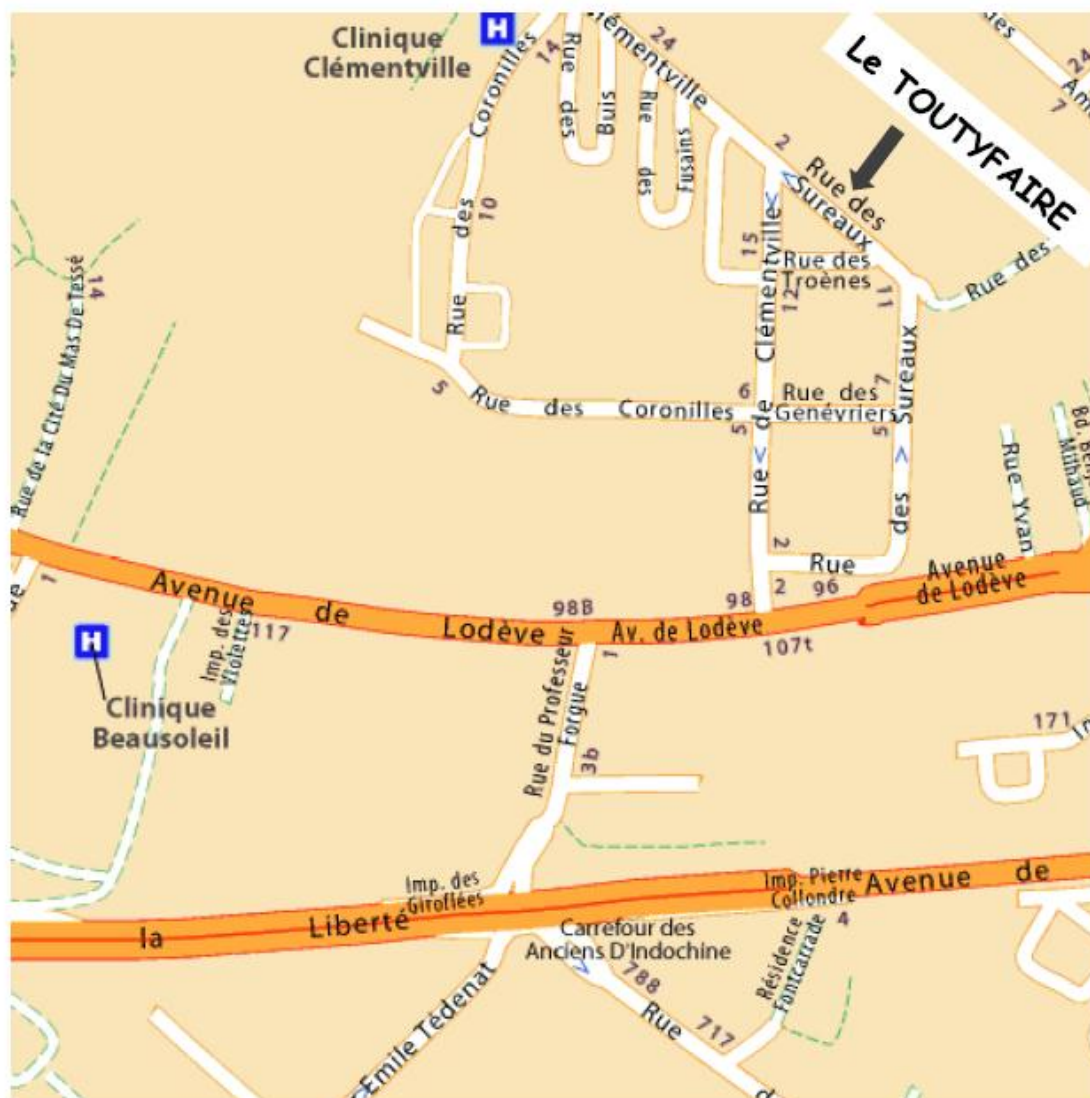 H
Clinique
Clémentville
14
Rue des Coronilles
10
5
Rue des Buis
24
Clémentville
Rue des Fusains
2
Rue des
Sureaux
Le TOUTYFAIRE
24
7
15
Rue des
Troènes
12
11
Rue des
Rue de Clémentville
14
Rue de la Cité Du Mas De Tessé
Rue des Coronilles
6
5
Rue des
Génévriers
7
5
Rue des Sureaux
Rue Yvan
Milhaud
2
2
96
98
98B
Avenue de Lodève
Av. de Lodève
Avenue
de Lodève
107t
1
117
Imp. des
Violettes
H
Clinique
Beausoleil
Rue du Professeur
Forgue
1
3b
171
Imp. des
Giroflées
Imp. Pierre
Collondre
4
Avenue de
la Liberté
Carrefour des
Anciens D'Indochine
Résidence
Fontcarrade
Emile Tédenat
788
717
Rue